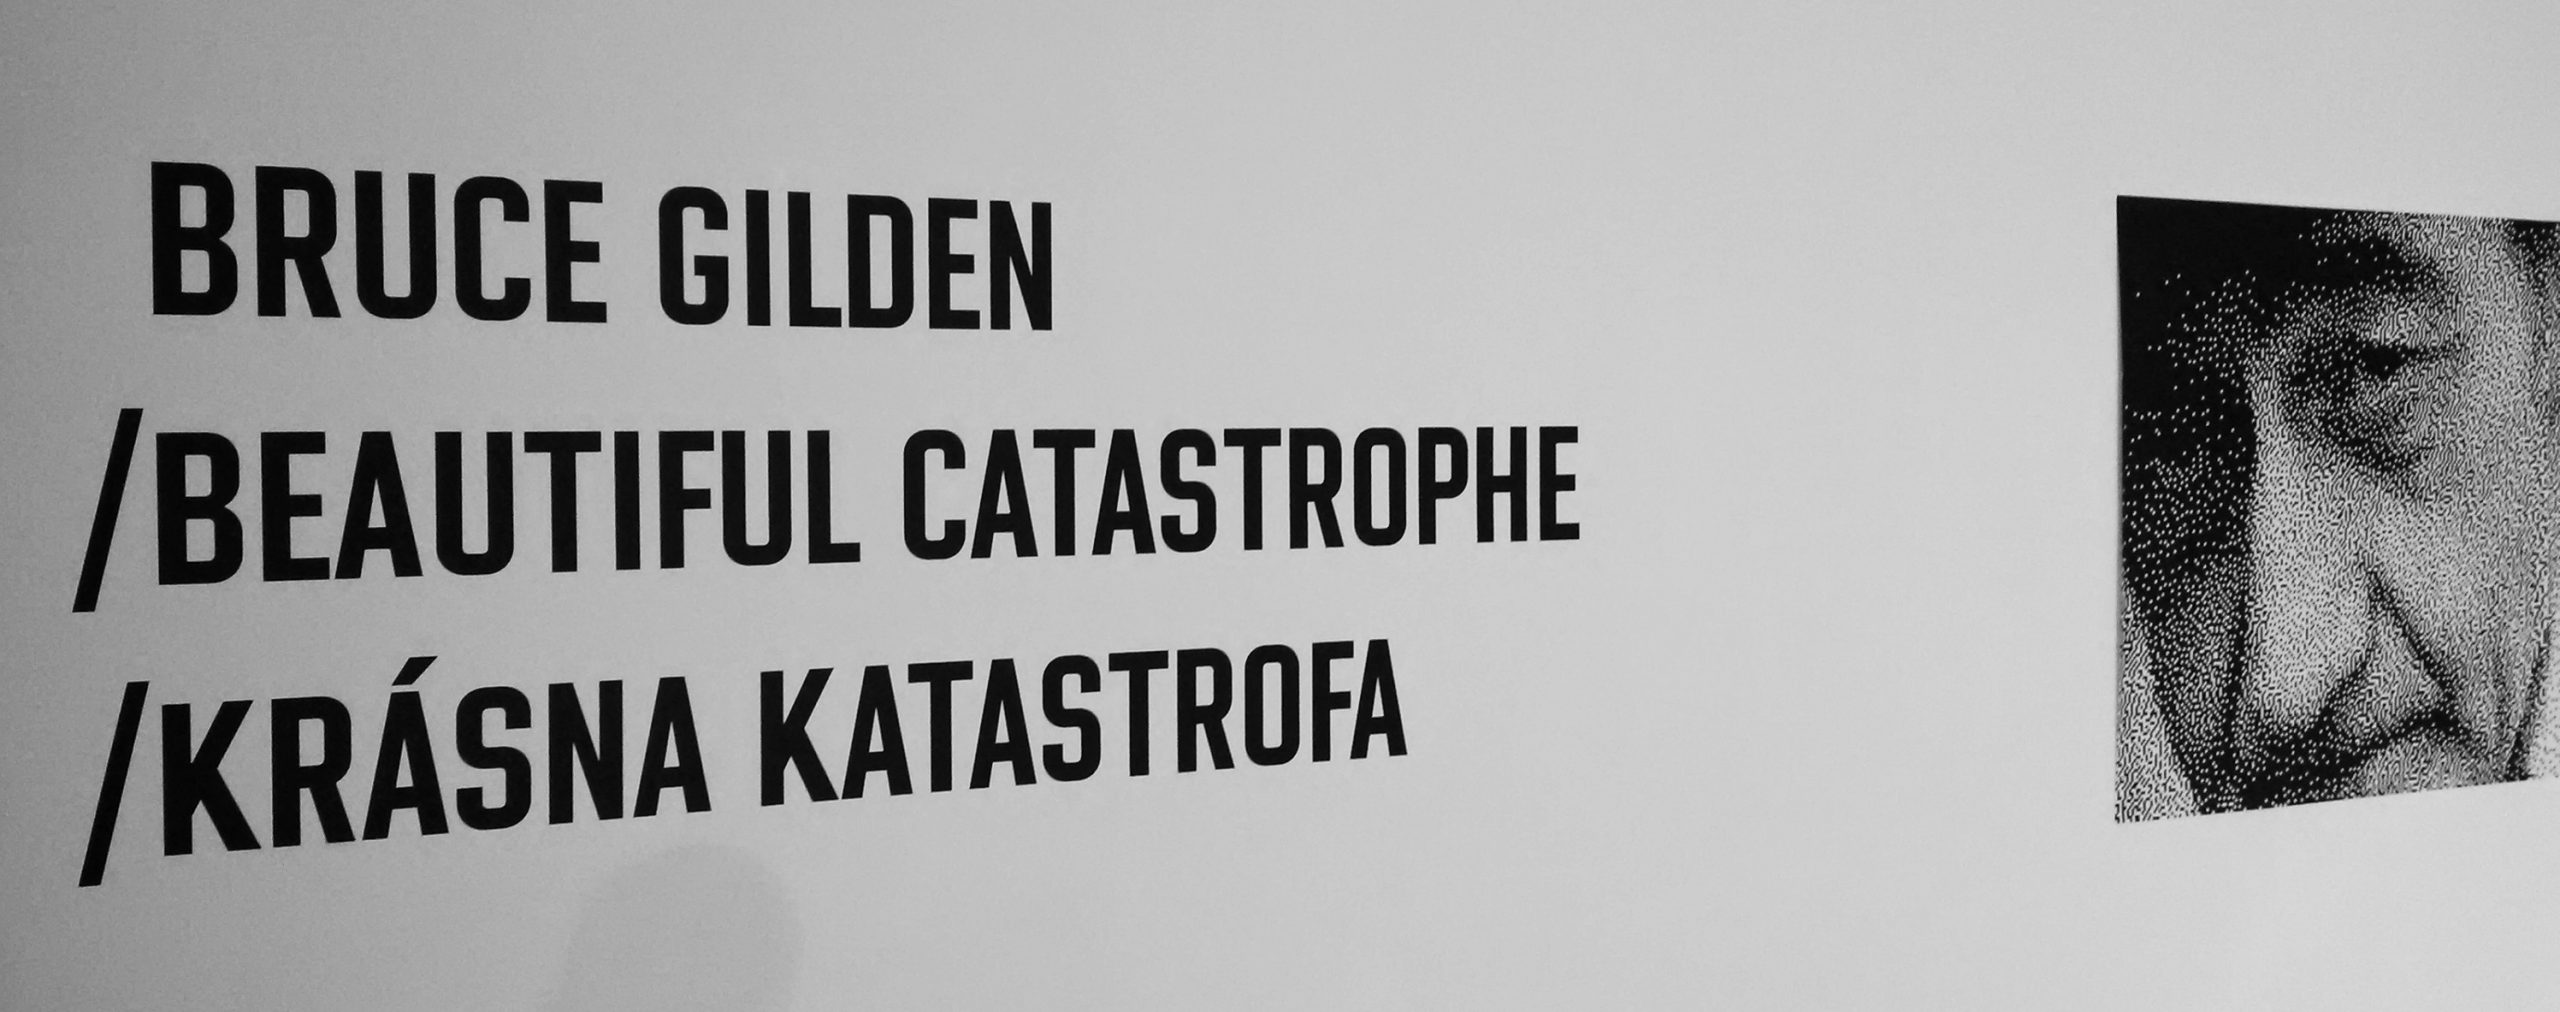 BRUCE GILDEN
/BEAUTIFUL CATASTROPHE
/KRÁSNA KATASTROFA